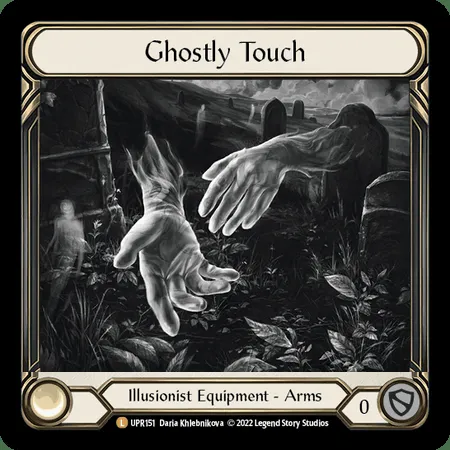 Ghostly Touch
Illusionist Equipment - Arms
0
L UPR151 Daria Khlebnikova © 2022 Legend Story Studios